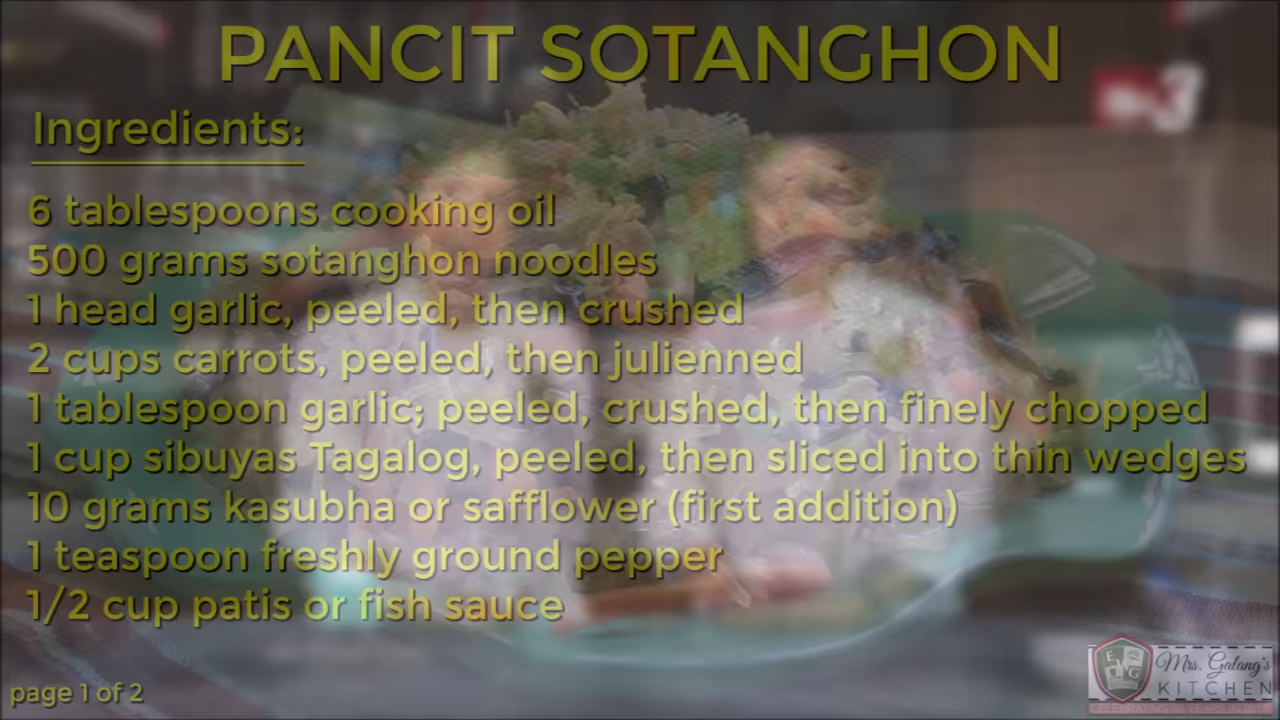 PANCIT SOTANGHON
3
Ingredients:
6 tablespoons cooking oil
500 grams sotanghon noodles
1 head garlic, peeled, then crushed
2 cups carrots, peeled, then julienned
1 tablespoon garlic; peeled, crushed, then finely chopped
1 cup sibuyas Tagalog, peeled, then sliced into thin wedges
10 grams kasubha or safflower (first addition)
1 teaspoon freshly ground pepper
1/2 cup patis or fish sauce
page 1 of 2
Mrs. Galang's
KITCHEN